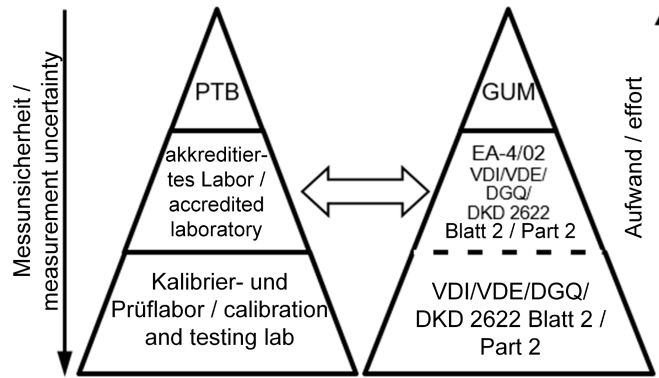 Messunsicherheit /
measurement uncertainty
PTB
akkreditier-
tes Labor /
accredited
laboratory
Kalibrier- und
Prüflabor / calibration
and testing lab
GUM
EA-4/02
VDI/VDE/
DGQ/
DKD 2622
Blatt 2 / Part 2
VDI/VDE/DGQ/
DKD 2622 Blatt 2 /
Part 2
Aufwand / effort